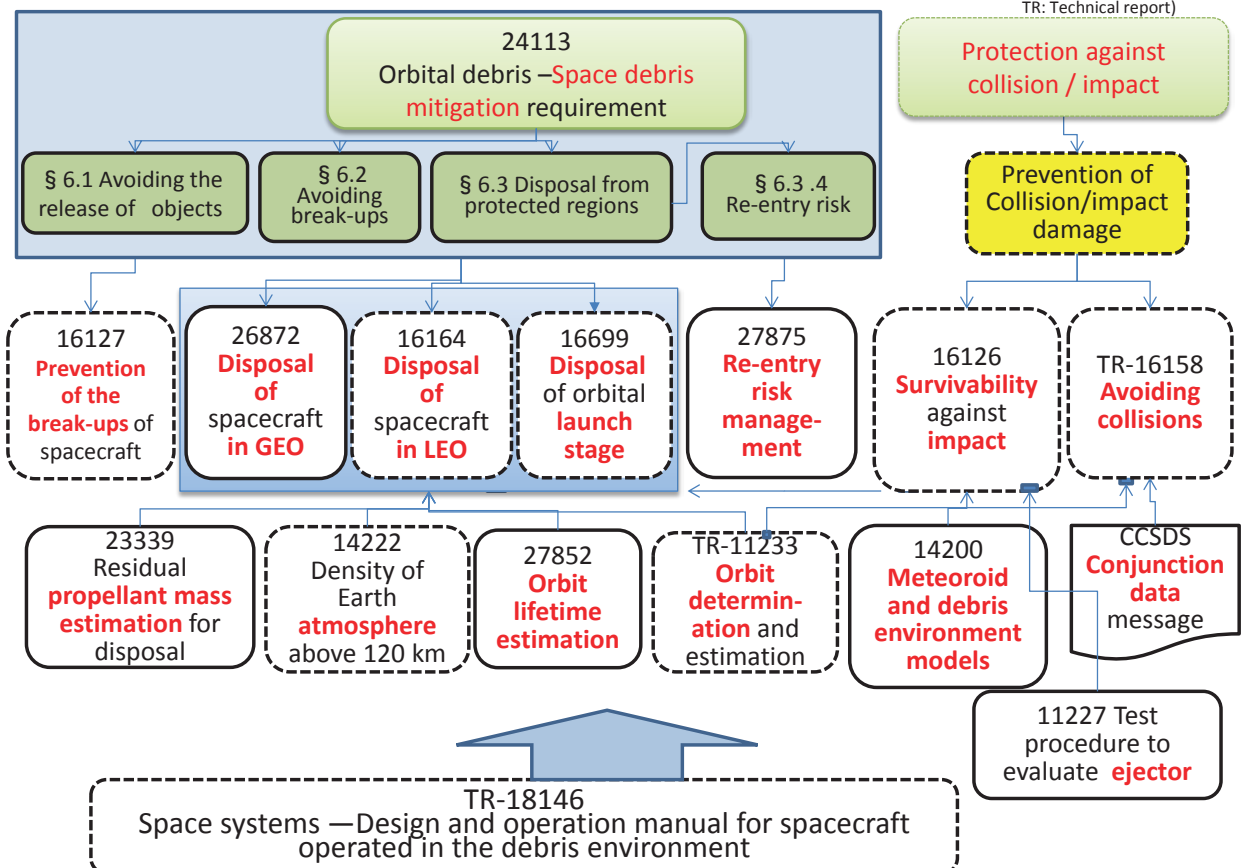 TR: Technical report)
24113
Orbital debris –Space debris
mitigation requirement
Protection against
collision / impact
§ 6.1 Avoiding the
release of objects
§ 6.2
Avoiding
break-ups
§ 6.3 Disposal from
protected regions
§ 6.3 .4
Re-entry risk
Prevention of
Collision/impact
damage
16127
Prevention
of the
break-ups of
spacecraft
26872
Disposal
of
spacecraft
in GEO
16164
Disposal
of
spacecraft
in LEO
16699
Disposal
of orbital
launch
stage
27875
Re-entry
risk
manage-
ment
16126
Survivability
against
impact
TR-16158
Avoiding
collisions
23339
Residual
propellant mass
estimation for
disposal
14222
Density of
Earth
atmosphere
above 120 km
27852
Orbit
lifetime
estimation
TR-11233
Orbit
determin-
ation and
estimation
14200
Meteoroid
and debris
environment
models
CCSDS
Conjunction
data
message
11227 Test
procedure to
evaluate ejector
TR-18146
Space systems —Design and operation manual for spacecraft
operated in the debris environment